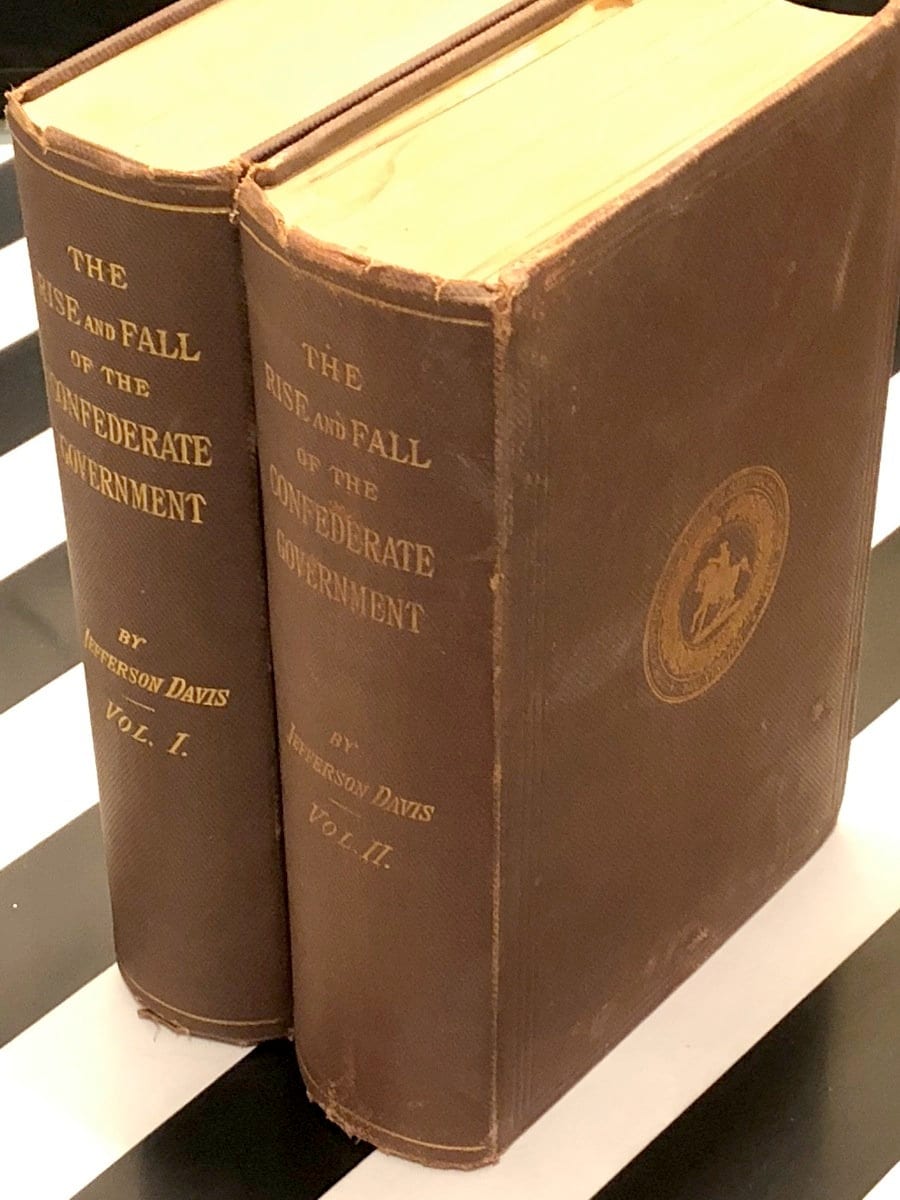 THE
RISE AND FALL
OF THE
CONFEDERATE
GOVERNMENT
BY
JEFFERSON DAVIS
VOL. I.
THE
RISE AND FALL
OF THE
CONFEDERATE
GOVERNMENT
BY
JEFFERSON DAVIS
VOL. II.